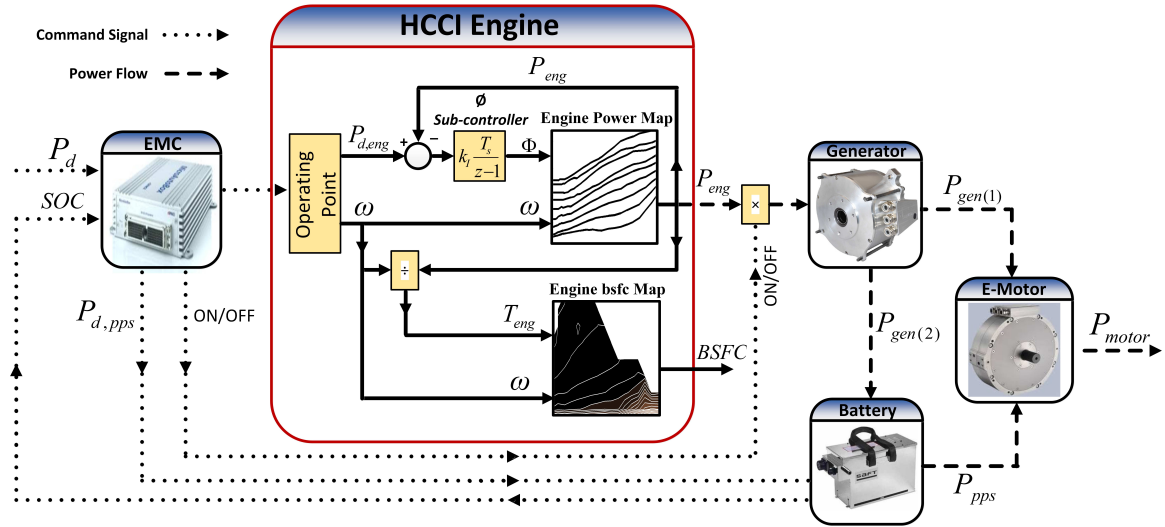 HCCI Engine
Command Signal
Power Flow
P_eng
Ø
Sub-controller
Engine Power Map
EMC
P_d
SOC
Operating Point
P_d,eng
+
−
k_I T_s/(z−1)
Φ
ω
ω
P_eng
×
Generator
P_gen(1)
÷
ON/OFF
Engine bsfc Map
E-Motor
P_d,pps
ON/OFF
T_eng
P_gen(2)
P_motor
BSFC
ω
Battery
SAFT
P_pps